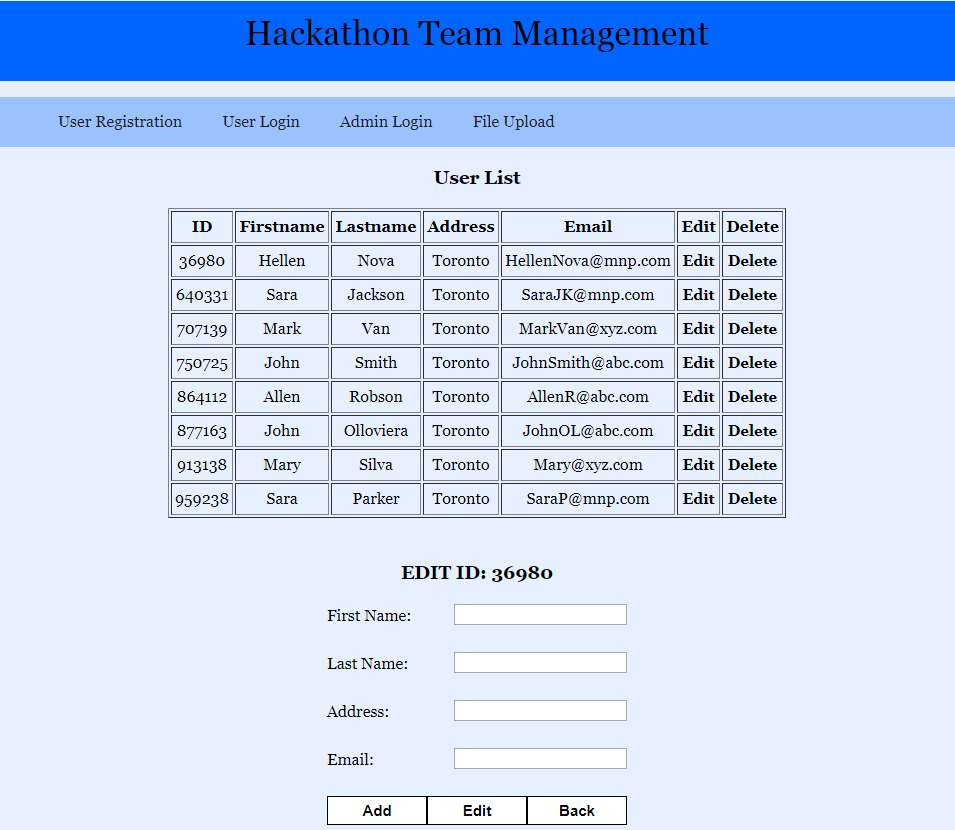 Hackathon Team Management
User Registration User Login Admin Login File Upload
User List
ID Firstname Lastname Address Email Edit Delete
36980 Hellen Nova Toronto HellenNova@mnp.com Edit Delete
640331 Sara Jackson Toronto SaraJK@mnp.com Edit Delete
707139 Mark Van Toronto MarkVan@xyz.com Edit Delete
750725 John Smith Toronto JohnSmith@abc.com Edit Delete
864112 Allen Robson Toronto AllenR@abc.com Edit Delete
877163 John Olloviera Toronto JohnOL@abc.com Edit Delete
913138 Mary Silva Toronto Mary@xyz.com Edit Delete
959238 Sara Parker Toronto SaraP@mnp.com Edit Delete
EDIT ID: 36980
First Name:
Last Name:
Address:
Email:
Add Edit Back